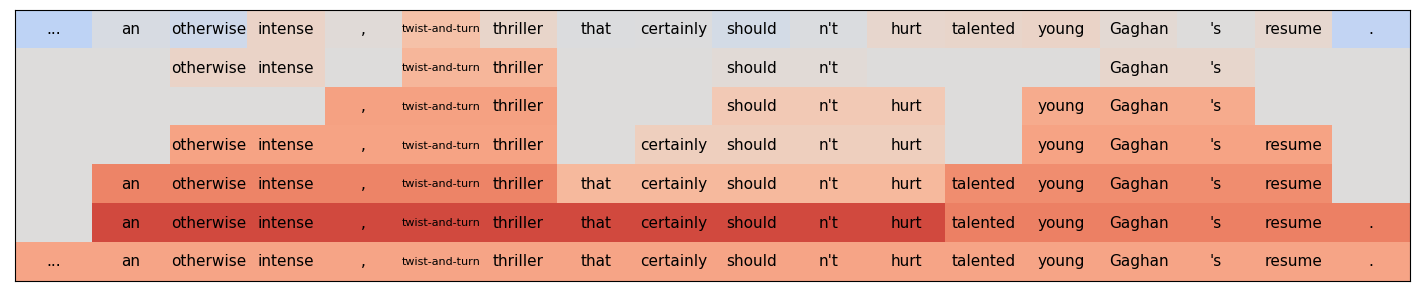 ... an otherwise intense , twist-and-turn thriller that certainly should n't hurt talented young Gaghan 's resume .
otherwise intense twist-and-turn thriller should n't Gaghan 's
, twist-and-turn thriller should n't hurt young Gaghan 's
otherwise intense , twist-and-turn thriller certainly should n't hurt young Gaghan 's resume
an otherwise intense , twist-and-turn thriller that certainly should n't hurt talented young Gaghan 's resume
an otherwise intense , twist-and-turn thriller that certainly should n't hurt talented young Gaghan 's resume .
... an otherwise intense , twist-and-turn thriller that certainly should n't hurt talented young Gaghan 's resume .